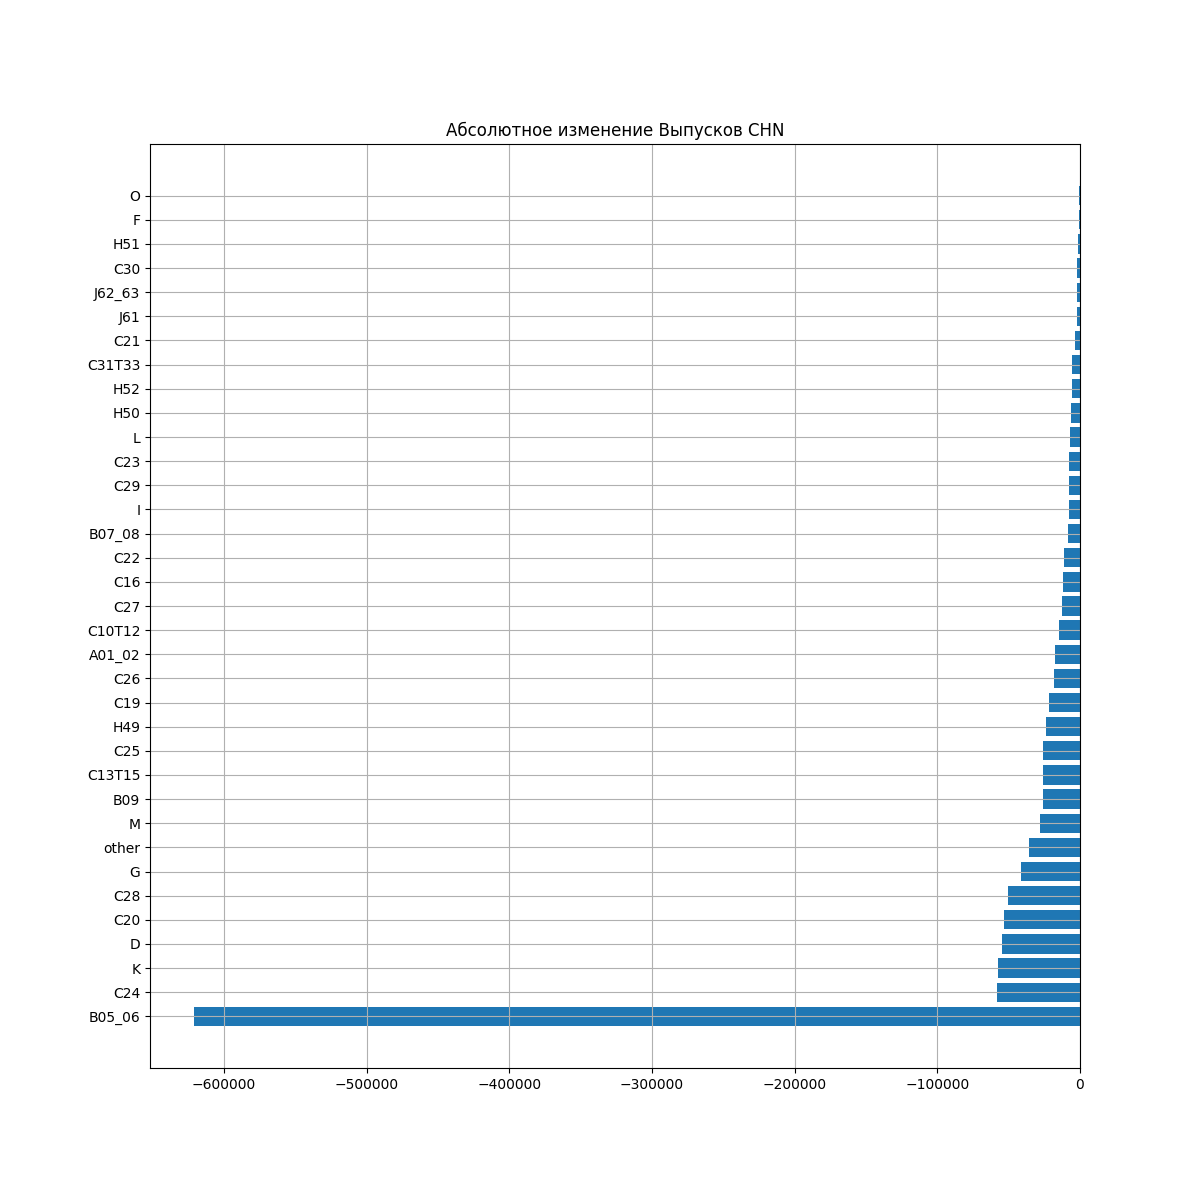 Абсолютное изменение Выпусков CHN
O
F
H51
C30
J62_63
J61
C21
C31T33
H52
H50
L
C23
C29
I
B07_08
C22
C16
C27
C10T12
A01_02
C26
C19
H49
C25
C13T15
B09
M
other
G
C28
C20
D
K
C24
B05_06
−600000 −500000 −400000 −300000 −200000 −100000 0